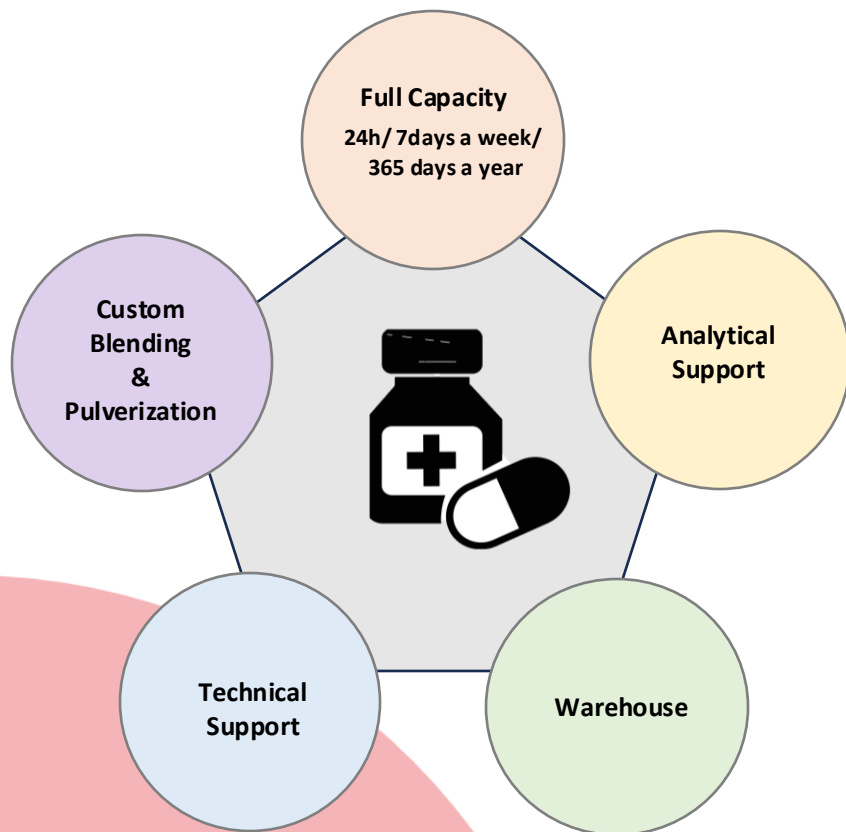 Full Capacity
24h/ 7days a week/
365 days a year
Custom
Blending
&
Pulverization
Analytical
Support
Technical
Support
Warehouse